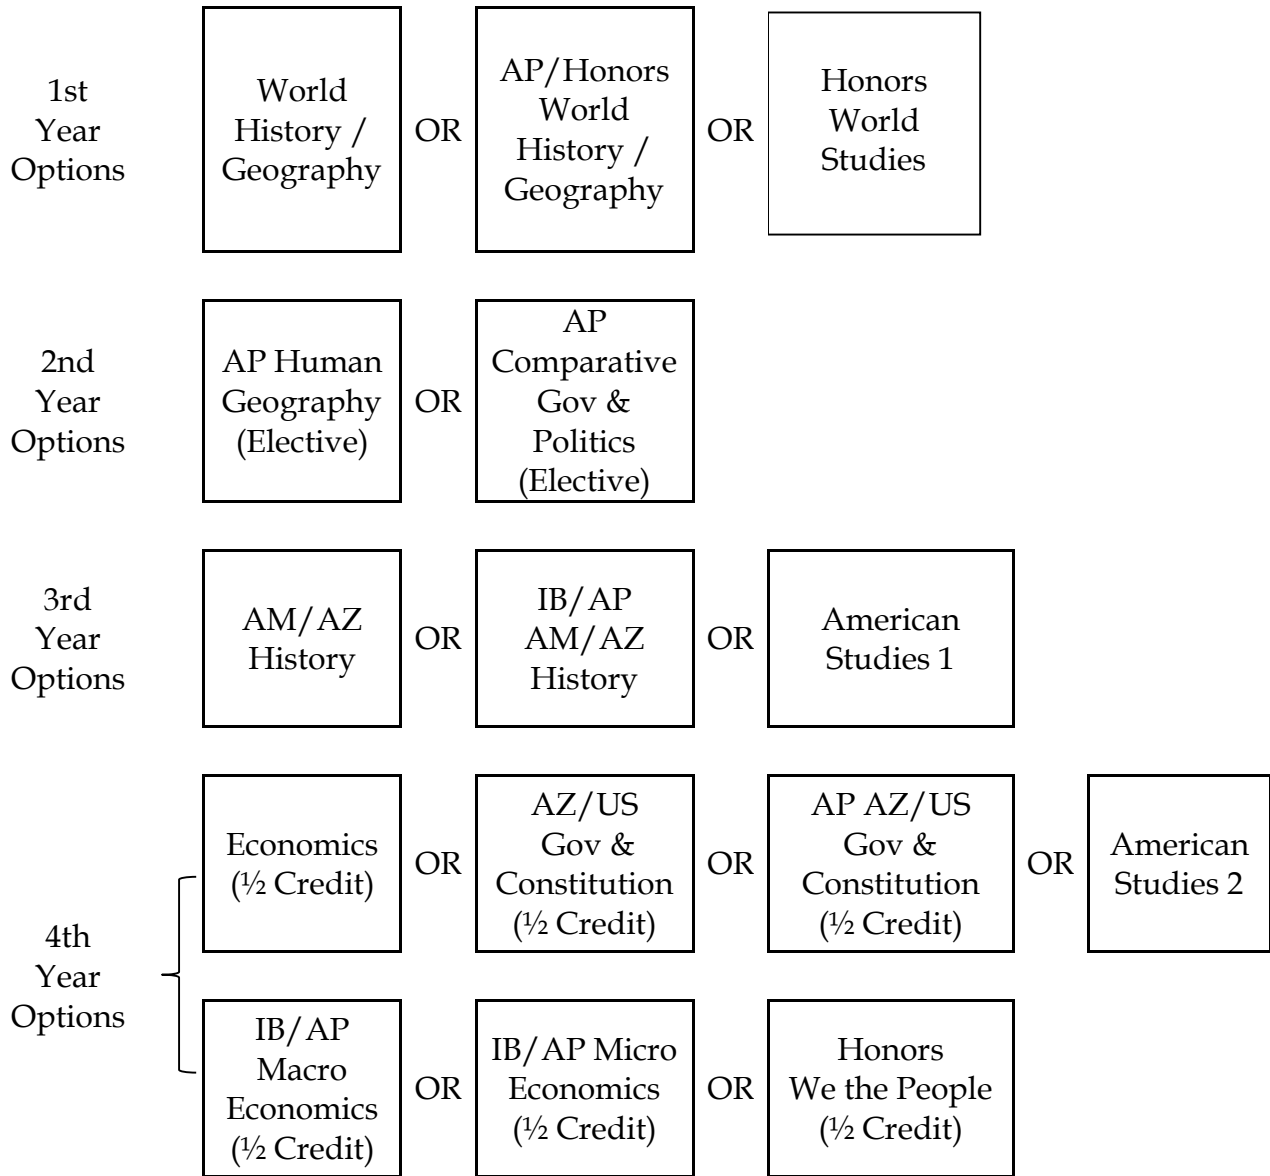 1st
Year
Options
World
History /
Geography
OR
AP/Honors
World
History /
Geography
OR
Honors
World
Studies
2nd
Year
Options
AP Human
Geography
(Elective)
OR
AP
Comparative
Gov &
Politics
(Elective)
3rd
Year
Options
AM/AZ
History
OR
IB/AP
AM/AZ
History
OR
American
Studies 1
4th
Year
Options
Economics
(½ Credit)
OR
AZ/US
Gov &
Constitution
(½ Credit)
OR
AP AZ/US
Gov &
Constitution
(½ Credit)
OR
American
Studies 2
IB/AP
Macro
Economics
(½ Credit)
OR
IB/AP Micro
Economics
(½ Credit)
OR
Honors
We the People
(½ Credit)